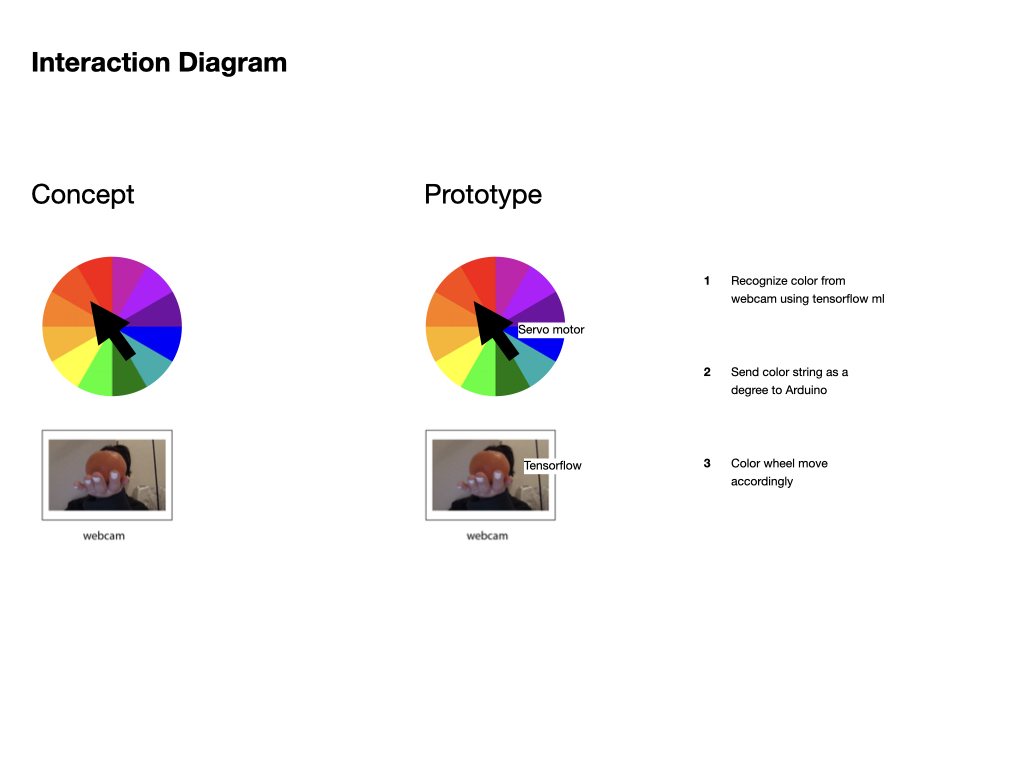 Interaction Diagram
Concept
Prototype
Servo motor
webcam
Tensorflow
webcam
1 Recognize color from
webcam using tensorflow ml
2 Send color string as a
degree to Arduino
3 Color wheel move
accordingly